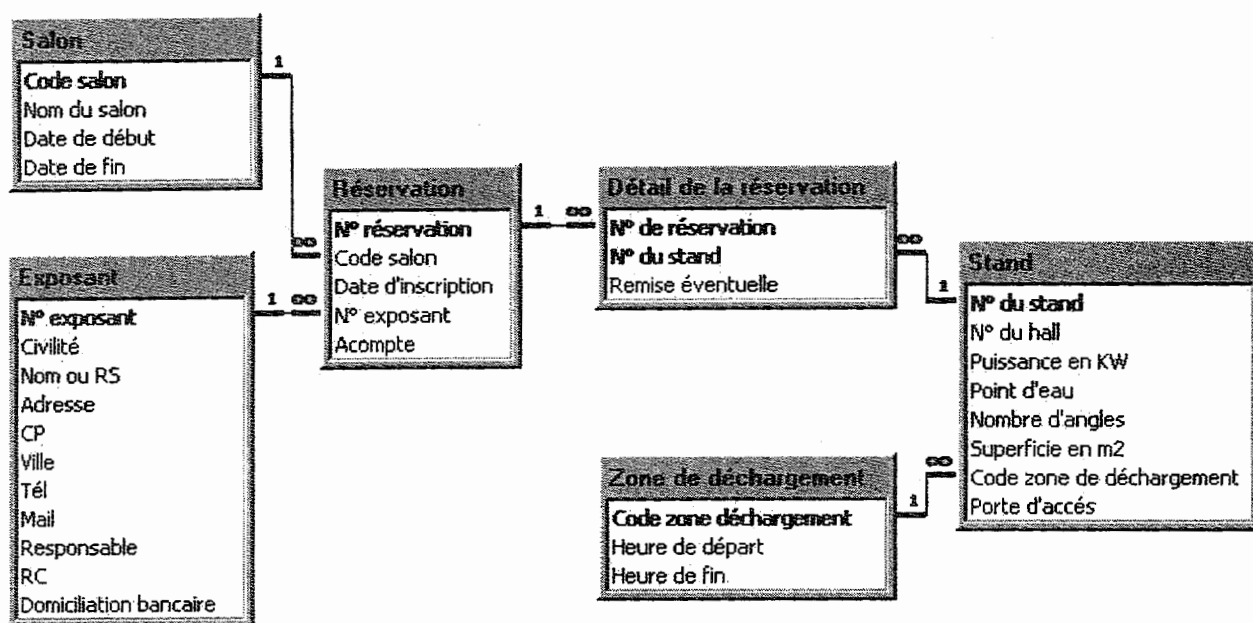 Salon
Code salon
Nom du salon
Date de début
Date de fin
1
∞
Exposant
N° exposant
Civilité
Nom ou RS
Adresse
CP
Ville
Tél
Mail
Responsable
RC
Domiciliation bancaire
1 ∞
Réservation
N° réservation
Code salon
Date d'inscription
N° exposant
Acompte
1 ∞
Détail de la réservation
N° de réservation
N° du stand
Remise éventuelle
∞
1
Stand
N° du stand
N° du hall
Puissance en KW
Point d'eau
Nombre d'angles
Superficie en m2
Code zone de déchargement
Porte d'accés
Zone de déchargement
Code zone déchargement
Heure de départ
Heure de fin
1
∞